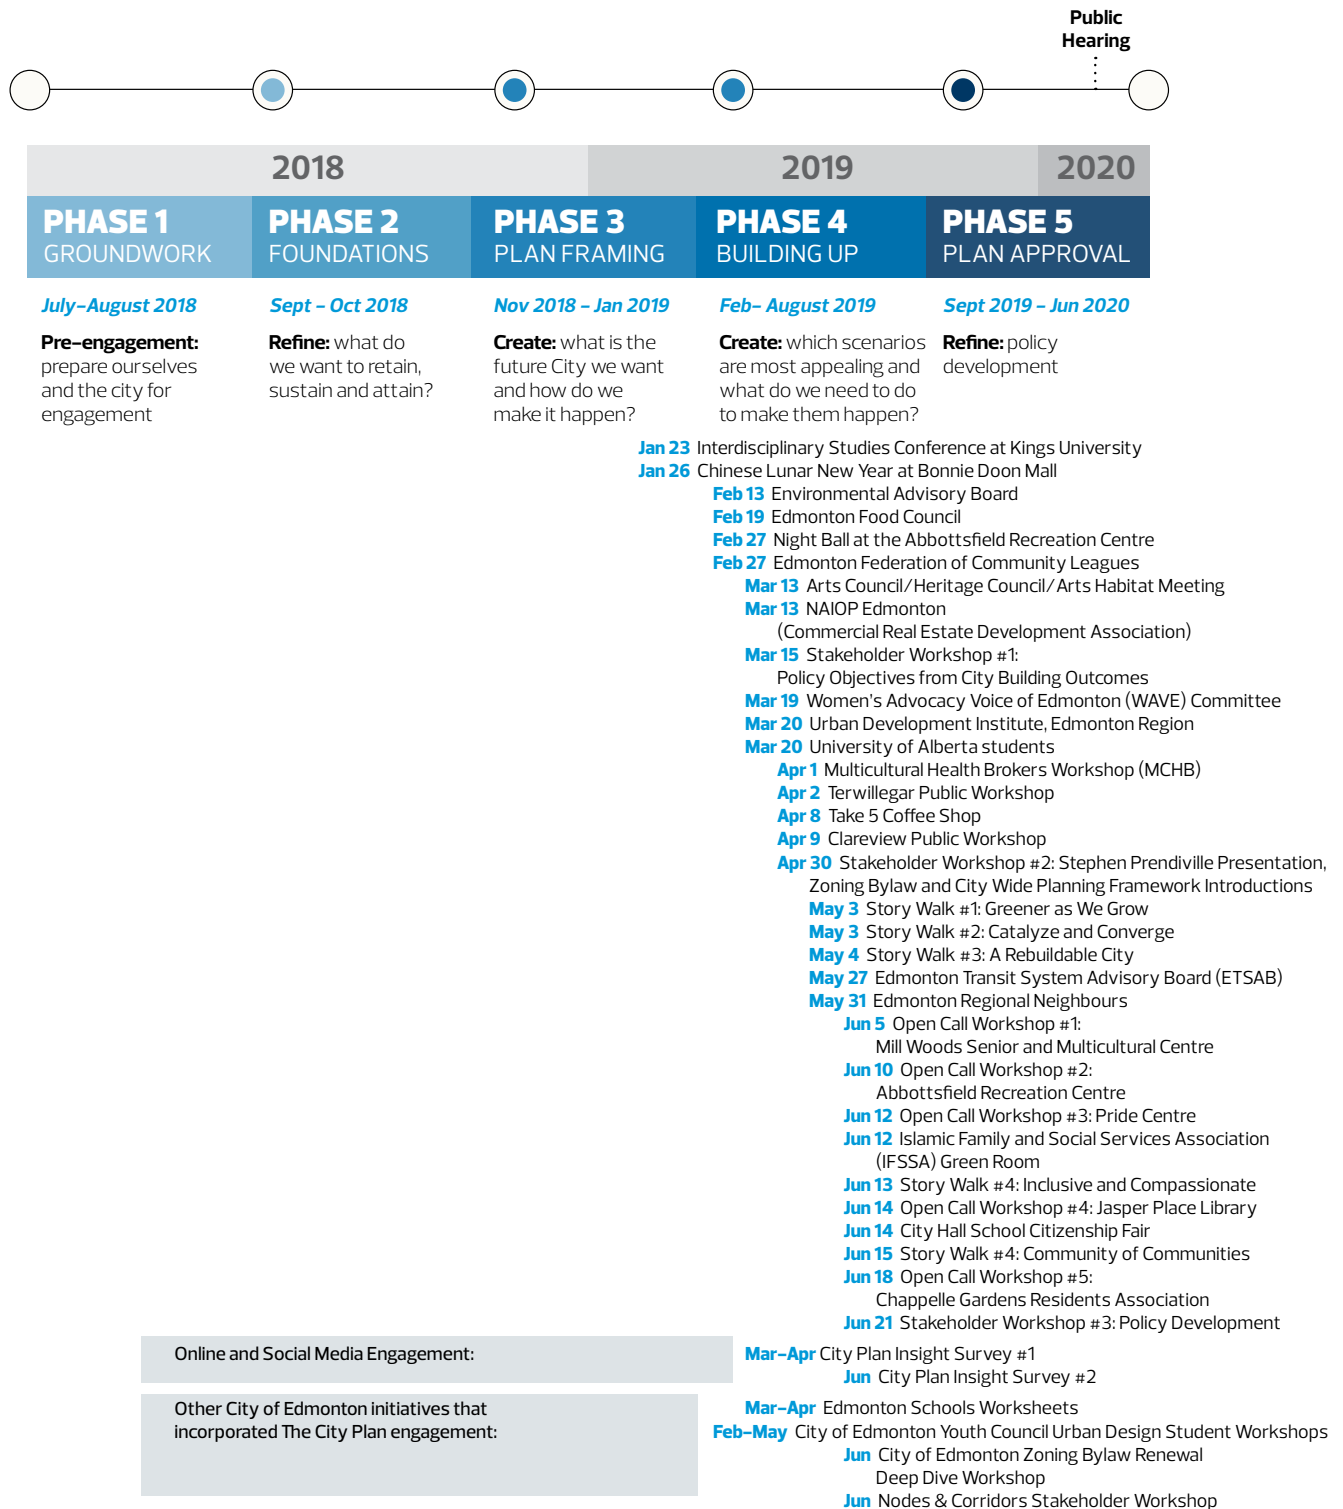 Public
Hearing
2018
2019
2020
PHASE 1
GROUNDWORK
PHASE 2
FOUNDATIONS
PHASE 3
PLAN FRAMING
PHASE 4
BUILDING UP
PHASE 5
PLAN APPROVAL
July–August 2018
Pre-engagement:
prepare ourselves
and the city for
engagement
Sept – Oct 2018
Refine: what do
we want to retain,
sustain and attain?
Nov 2018 – Jan 2019
Create: what is the
future City we want
and how do we
make it happen?
Feb– August 2019
Create: which scenarios
are most appealing and
what do we need to do
to make them happen?
Sept 2019 – Jun 2020
Refine: policy
development
Jan 23 Interdisciplinary Studies Conference at Kings University
Jan 26 Chinese Lunar New Year at Bonnie Doon Mall
Feb 13 Environmental Advisory Board
Feb 19 Edmonton Food Council
Feb 27 Night Ball at the Abbottsfield Recreation Centre
Feb 27 Edmonton Federation of Community Leagues
Mar 13 Arts Council/Heritage Council/Arts Habitat Meeting
Mar 13 NAIOP Edmonton
(Commercial Real Estate Development Association)
Mar 15 Stakeholder Workshop #1:
Policy Objectives from City Building Outcomes
Mar 19 Women's Advocacy Voice of Edmonton (WAVE) Committee
Mar 20 Urban Development Institute, Edmonton Region
Mar 20 University of Alberta students
Apr 1 Multicultural Health Brokers Workshop (MCHB)
Apr 2 Terwillegar Public Workshop
Apr 8 Take 5 Coffee Shop
Apr 9 Clareview Public Workshop
Apr 30 Stakeholder Workshop #2: Stephen Prendiville Presentation,
Zoning Bylaw and City Wide Planning Framework Introductions
May 3 Story Walk #1: Greener as We Grow
May 3 Story Walk #2: Catalyze and Converge
May 4 Story Walk #3: A Rebuildable City
May 27 Edmonton Transit System Advisory Board (ETSAB)
May 31 Edmonton Regional Neighbours
Jun 5 Open Call Workshop #1:
Mill Woods Senior and Multicultural Centre
Jun 10 Open Call Workshop #2:
Abbottsfield Recreation Centre
Jun 12 Open Call Workshop #3: Pride Centre
Jun 12 Islamic Family and Social Services Association
(IFSSA) Green Room
Jun 13 Story Walk #4: Inclusive and Compassionate
Jun 14 Open Call Workshop #4: Jasper Place Library
Jun 14 City Hall School Citizenship Fair
Jun 15 Story Walk #4: Community of Communities
Jun 18 Open Call Workshop #5:
Chappelle Gardens Residents Association
Jun 21 Stakeholder Workshop #3: Policy Development
Online and Social Media Engagement:
Mar–Apr City Plan Insight Survey #1
Jun City Plan Insight Survey #2
Other City of Edmonton initiatives that
incorporated The City Plan engagement:
Mar–Apr Edmonton Schools Worksheets
Feb–May City of Edmonton Youth Council Urban Design Student Workshops
Jun City of Edmonton Zoning Bylaw Renewal
Deep Dive Workshop
Jun Nodes & Corridors Stakeholder Workshop